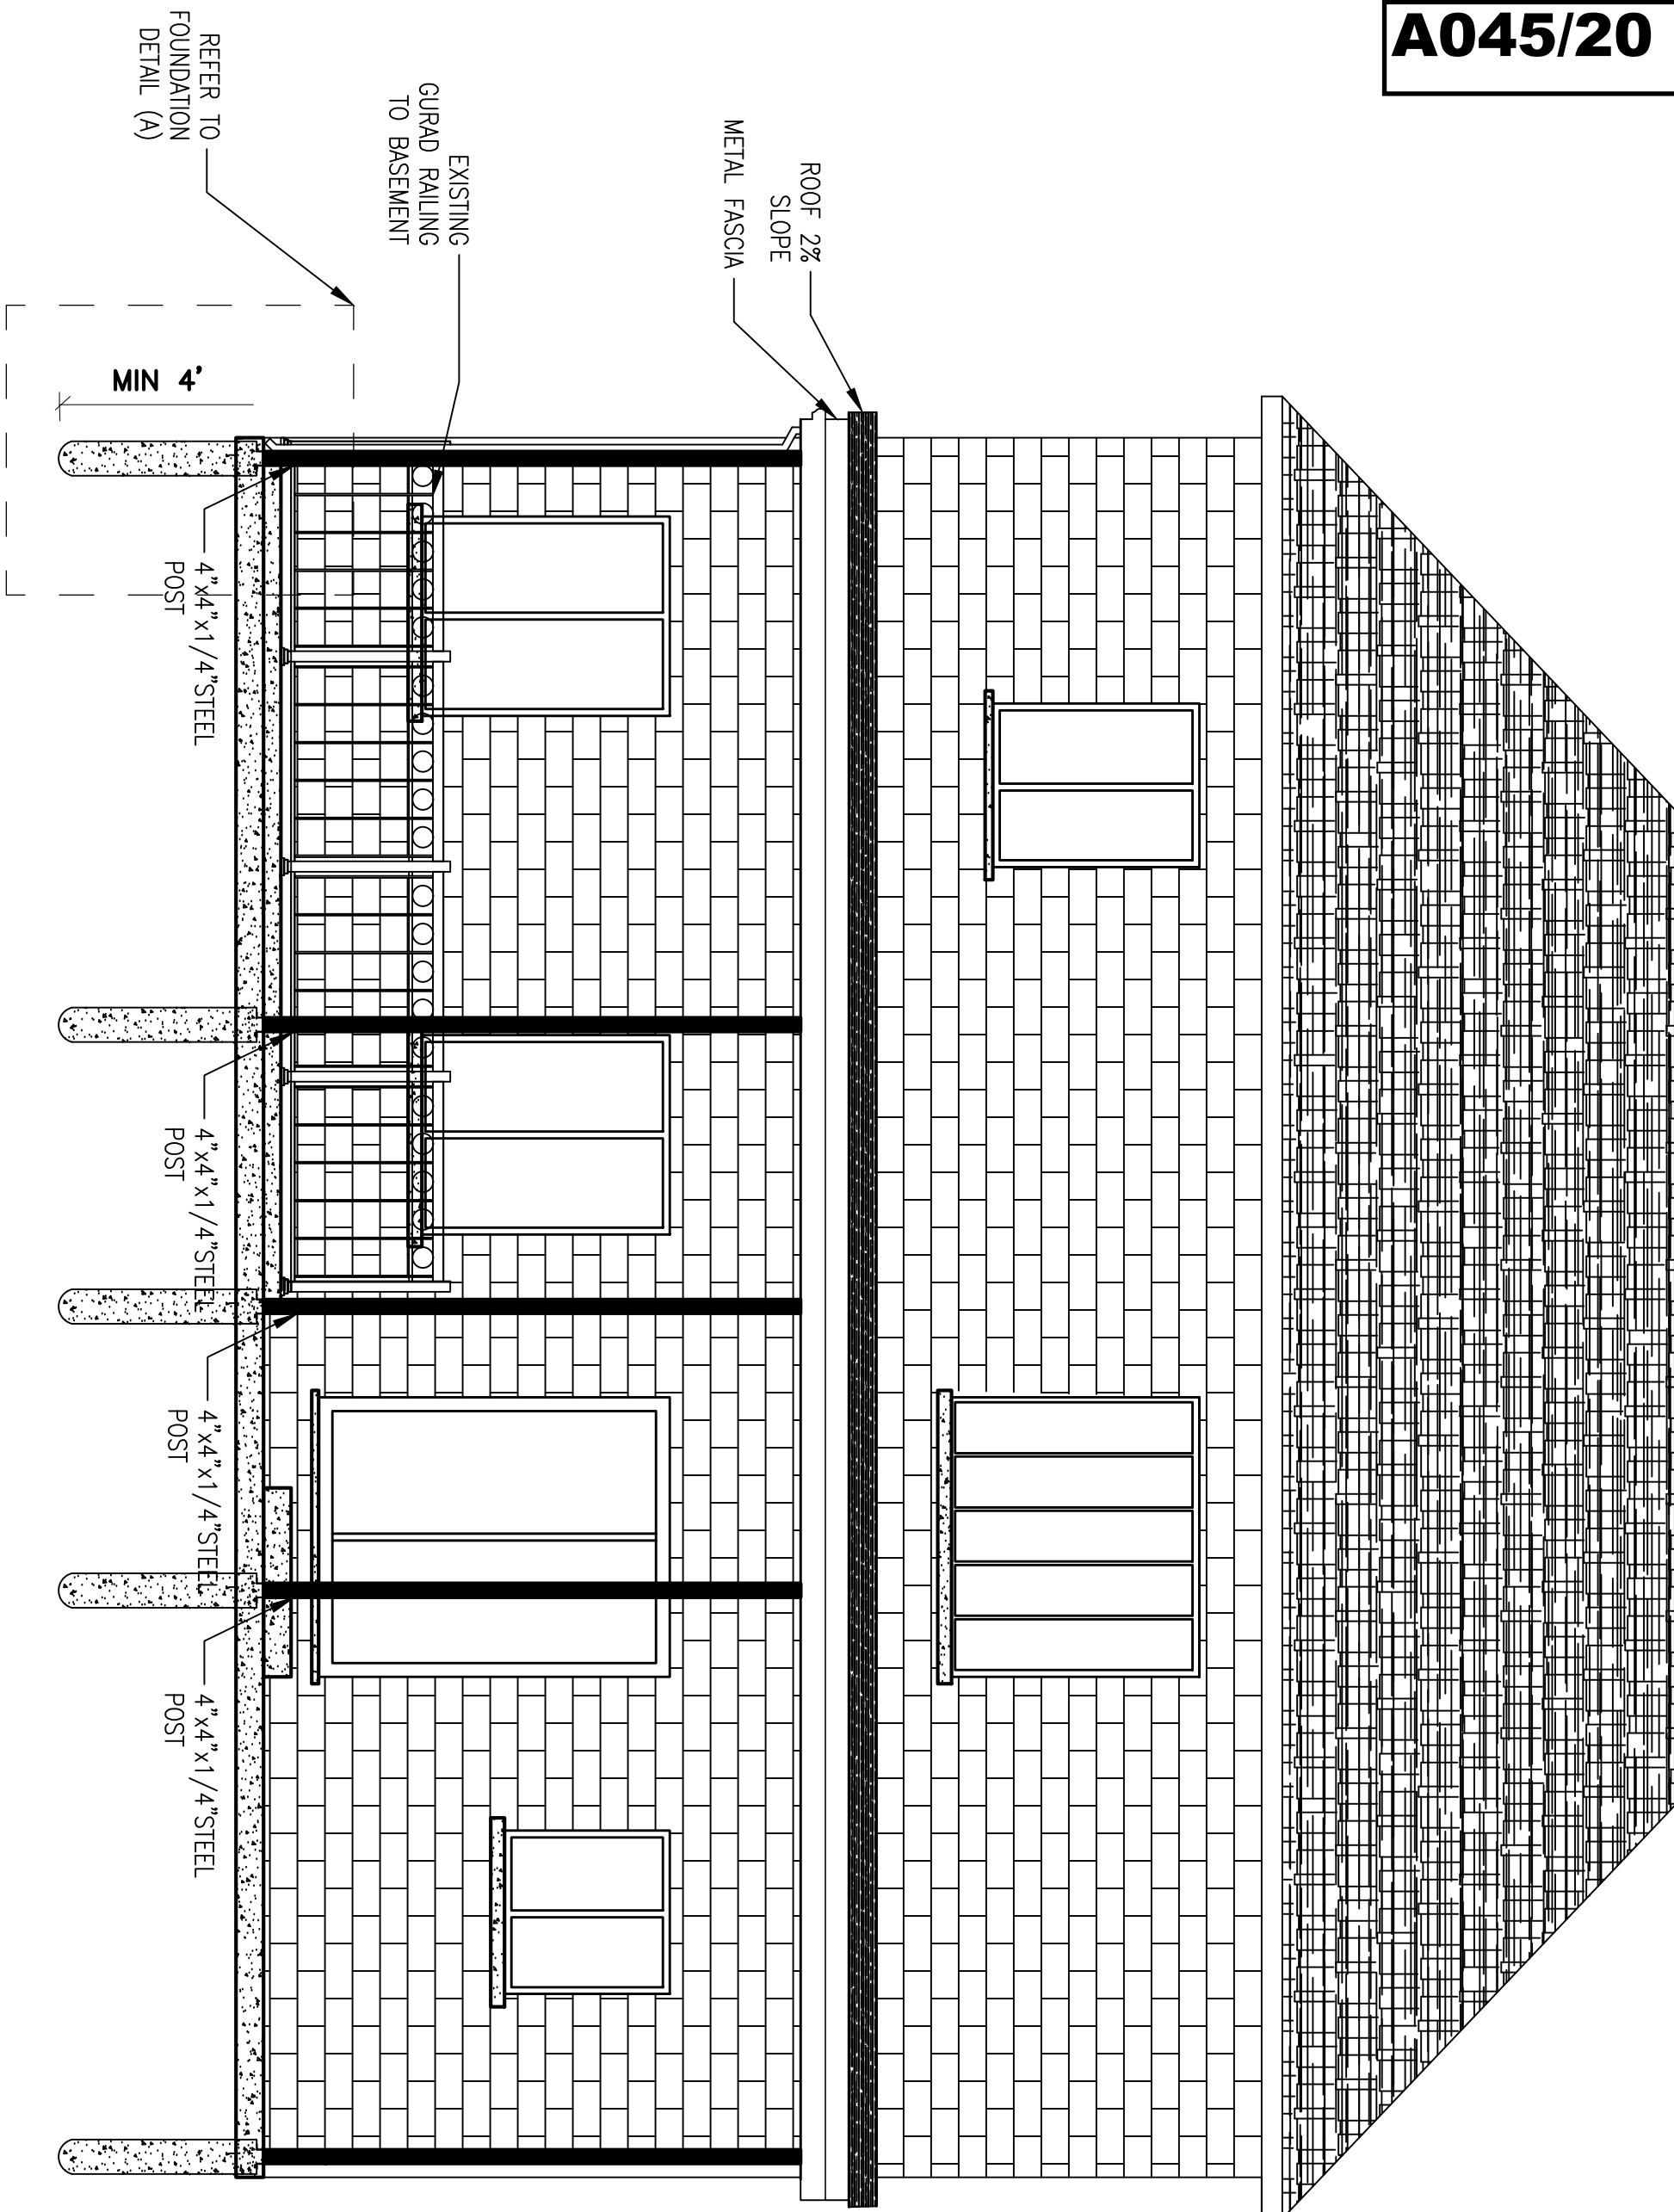 A045/20
REFER TO
FOUNDATION
DETAIL (A)
EXISTING
GURAD RAILING
TO BASEMENT
METAL FASCIA
ROOF 2%
SLOPE
MIN 4'
4"x4"x1/4"STEEL
POST
4"x4"x1/4"STEEL
POST
4"x4"x1/4"STEEL
POST
4"x4"x1/4"STEEL
POST